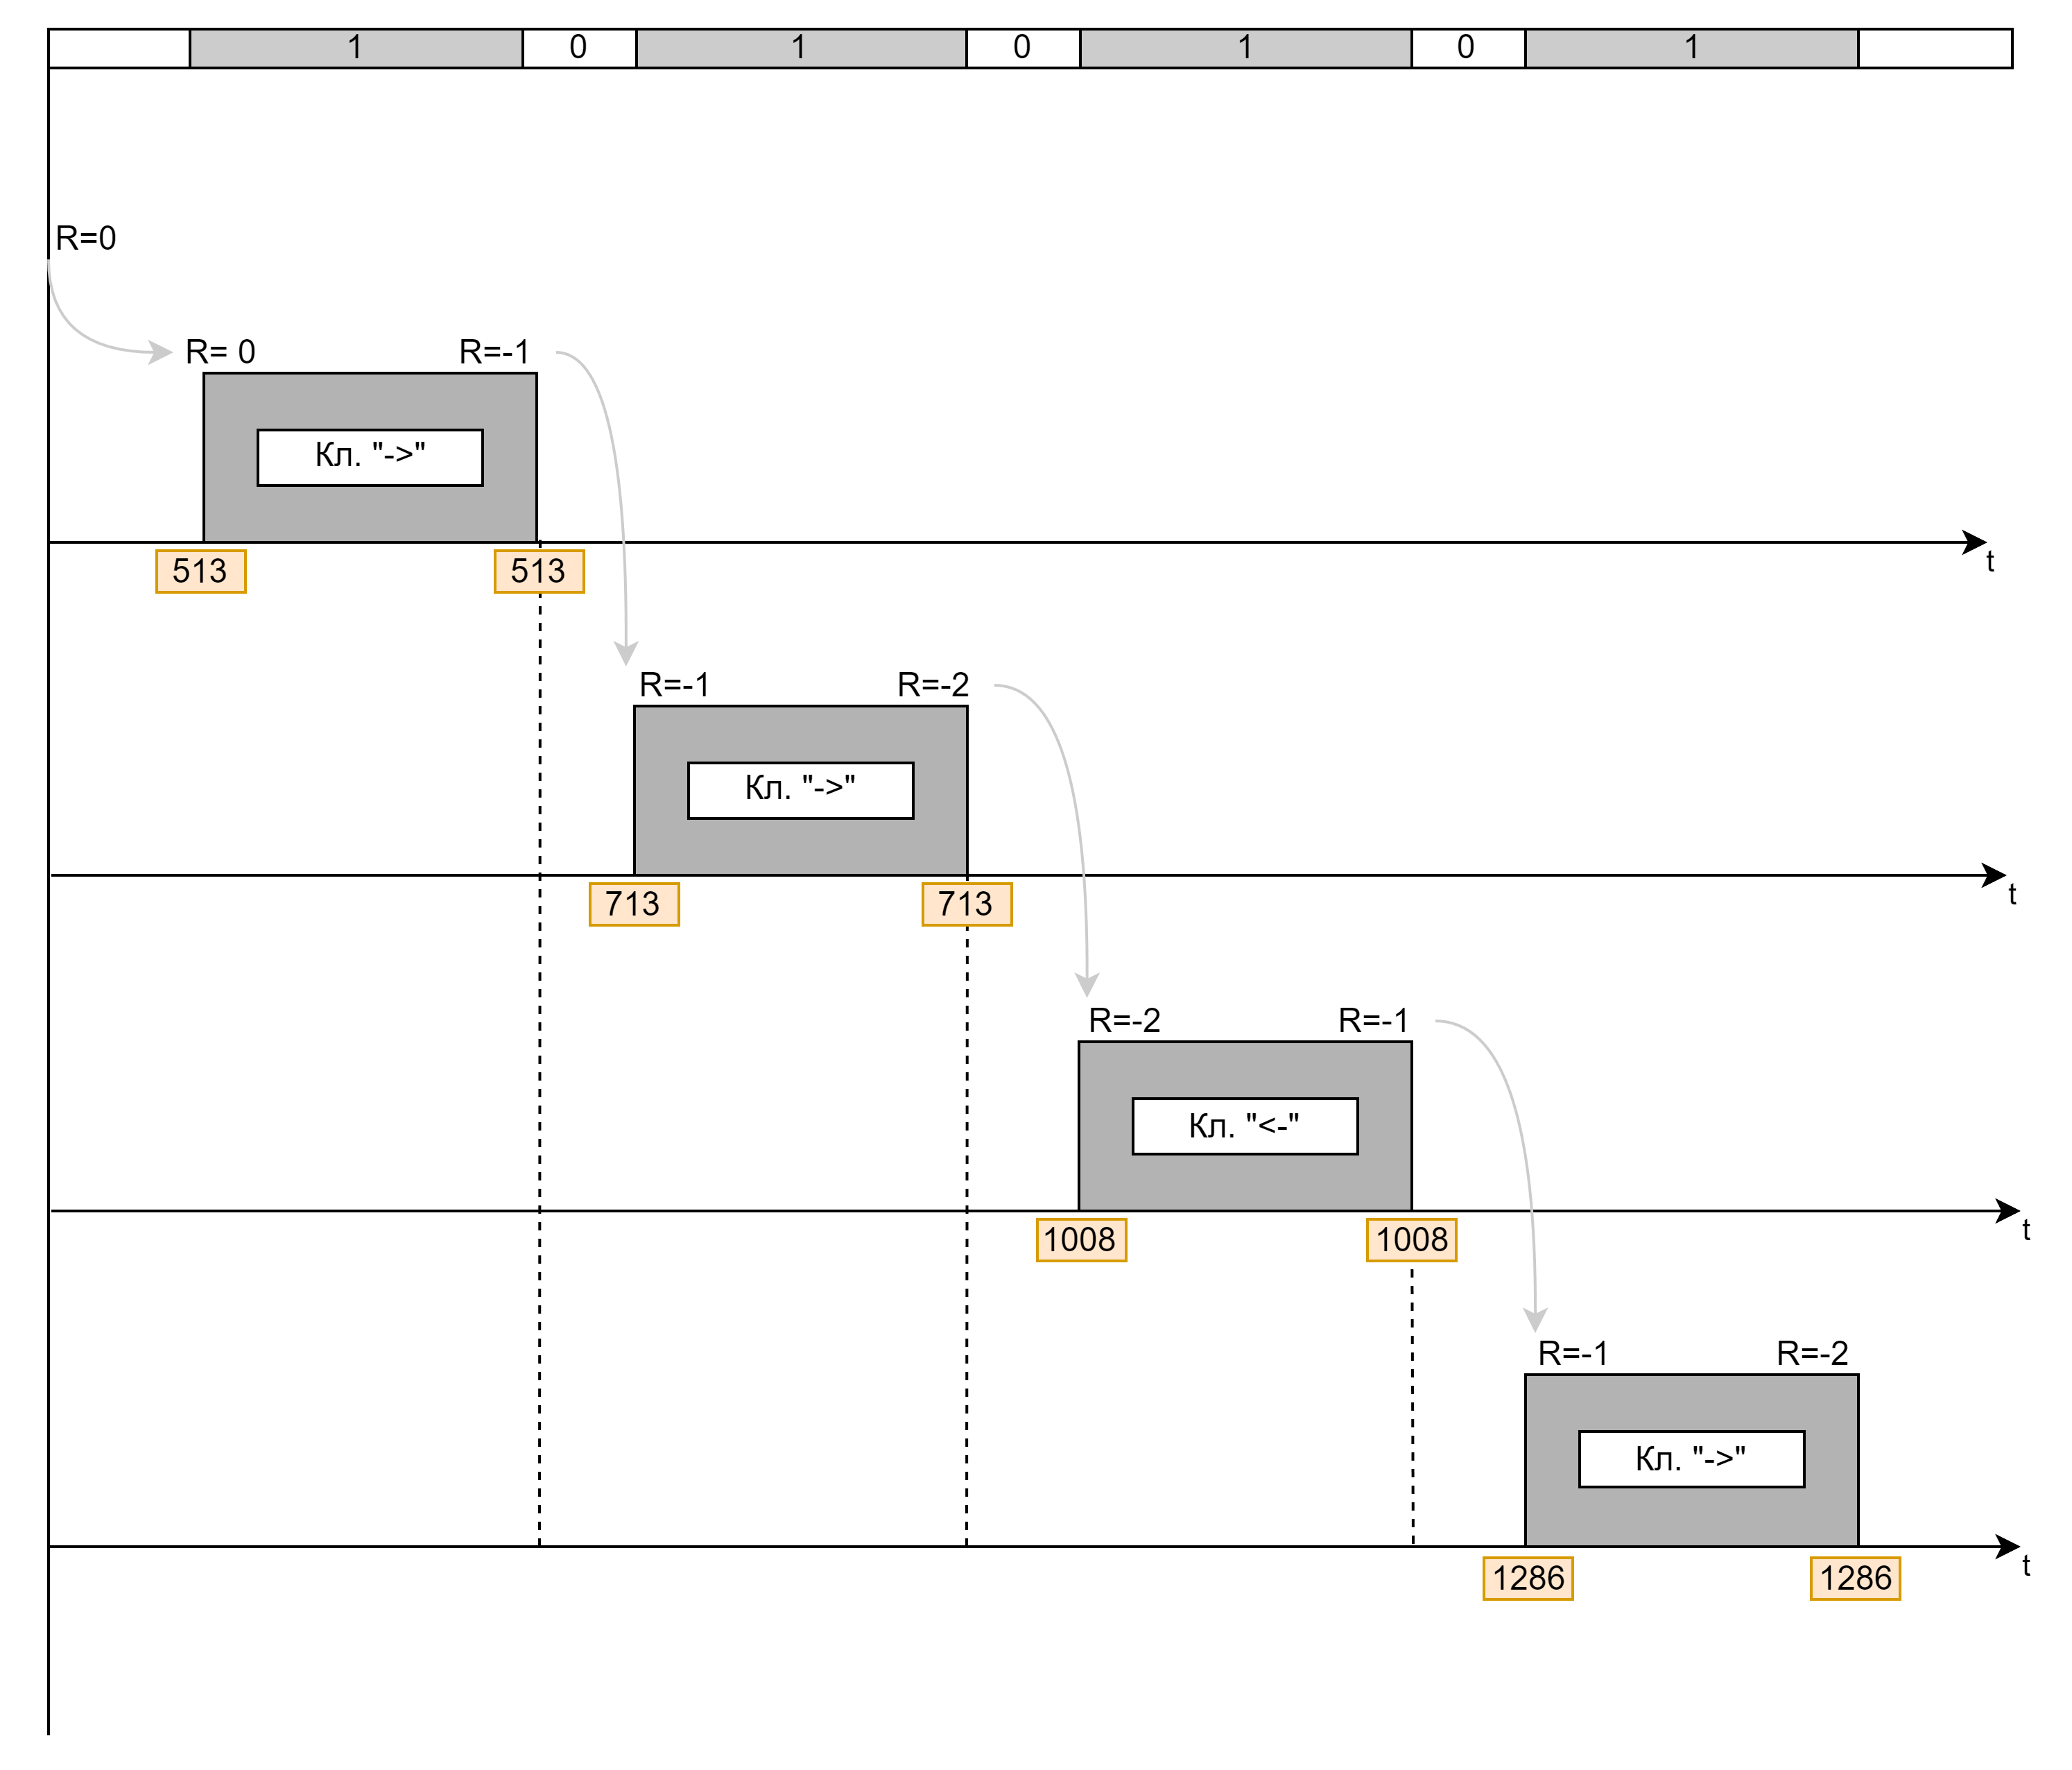 1 0 1 0 1 0 1
R=0
R= 0 R=-1
Кл. "->"
513 513
t
R=-1 R=-2
Кл. "->"
713 713
t
R=-2 R=-1
Кл. "<-"
1008 1008
t
R=-1 R=-2
Кл. "->"
1286 1286
t